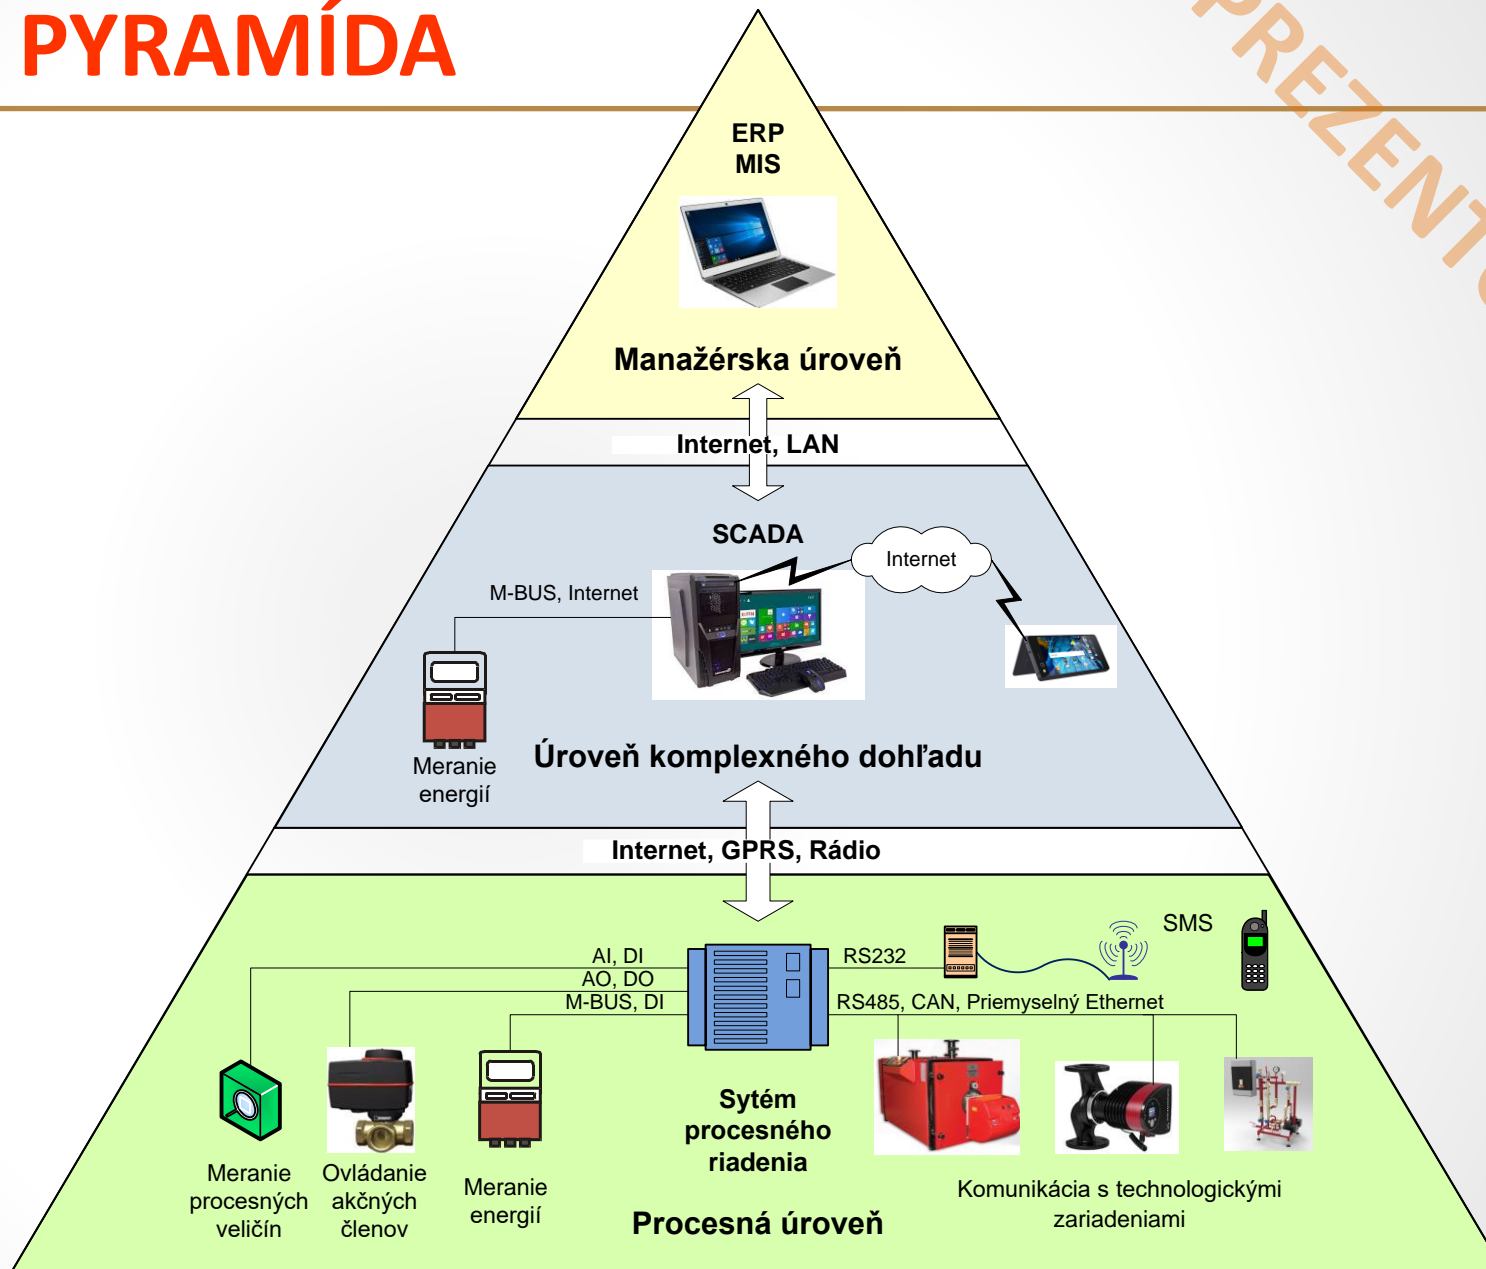 PYRAMÍDA
PREZENT
ERP
MIS
Manažérska úroveň
Internet, LAN
SCADA
Internet
M-BUS, Internet
Meranie
energií
Úroveň komplexného dohľadu
Internet, GPRS, Rádio
SMS
AI, DI
AO, DO
M-BUS, DI
RS232
RS485, CAN, Priemyselný Ethernet
Sytém
procesného
riadenia
Meranie
procesných
veličín
Ovládanie
akčných
členov
Meranie
energií
Komunikácia s technologickými
zariadeniami
Procesná úroveň